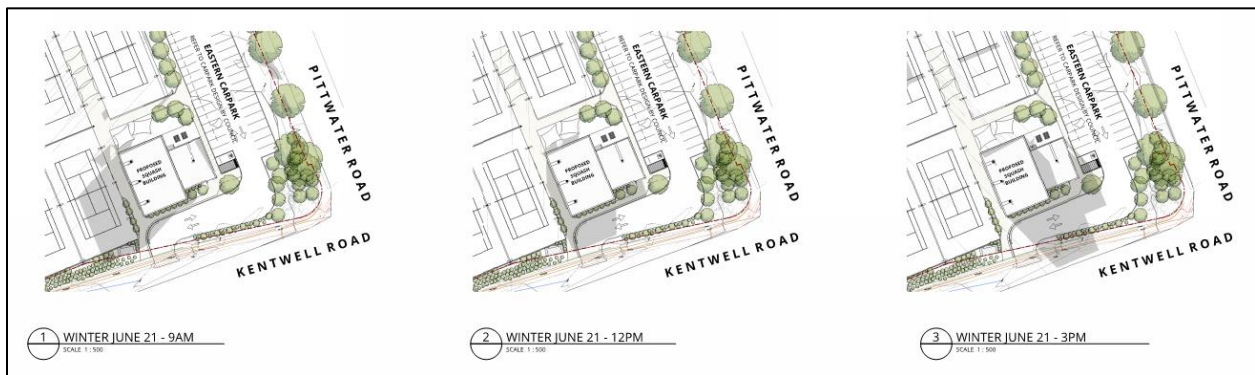 EASTERN CARPARK
REFER TO CARPARK DESIGN BY COUNCIL
PITTWATER ROAD
PROPOSED
SQUASH
BUILDING
KENTWELL ROAD
1 WINTER JUNE 21 - 9AM
SCALE 1 : 500
EASTERN CARPARK
REFER TO CARPARK DESIGN BY COUNCIL
PITTWATER ROAD
PROPOSED
SQUASH
BUILDING
KENTWELL ROAD
2 WINTER JUNE 21 - 12PM
SCALE 1 : 500
EASTERN CARPARK
REFER TO CARPARK DESIGN BY COUNCIL
PITTWATER ROAD
PROPOSED
SQUASH
BUILDING
KENTWELL ROAD
3 WINTER JUNE 21 - 3PM
SCALE 1 : 500